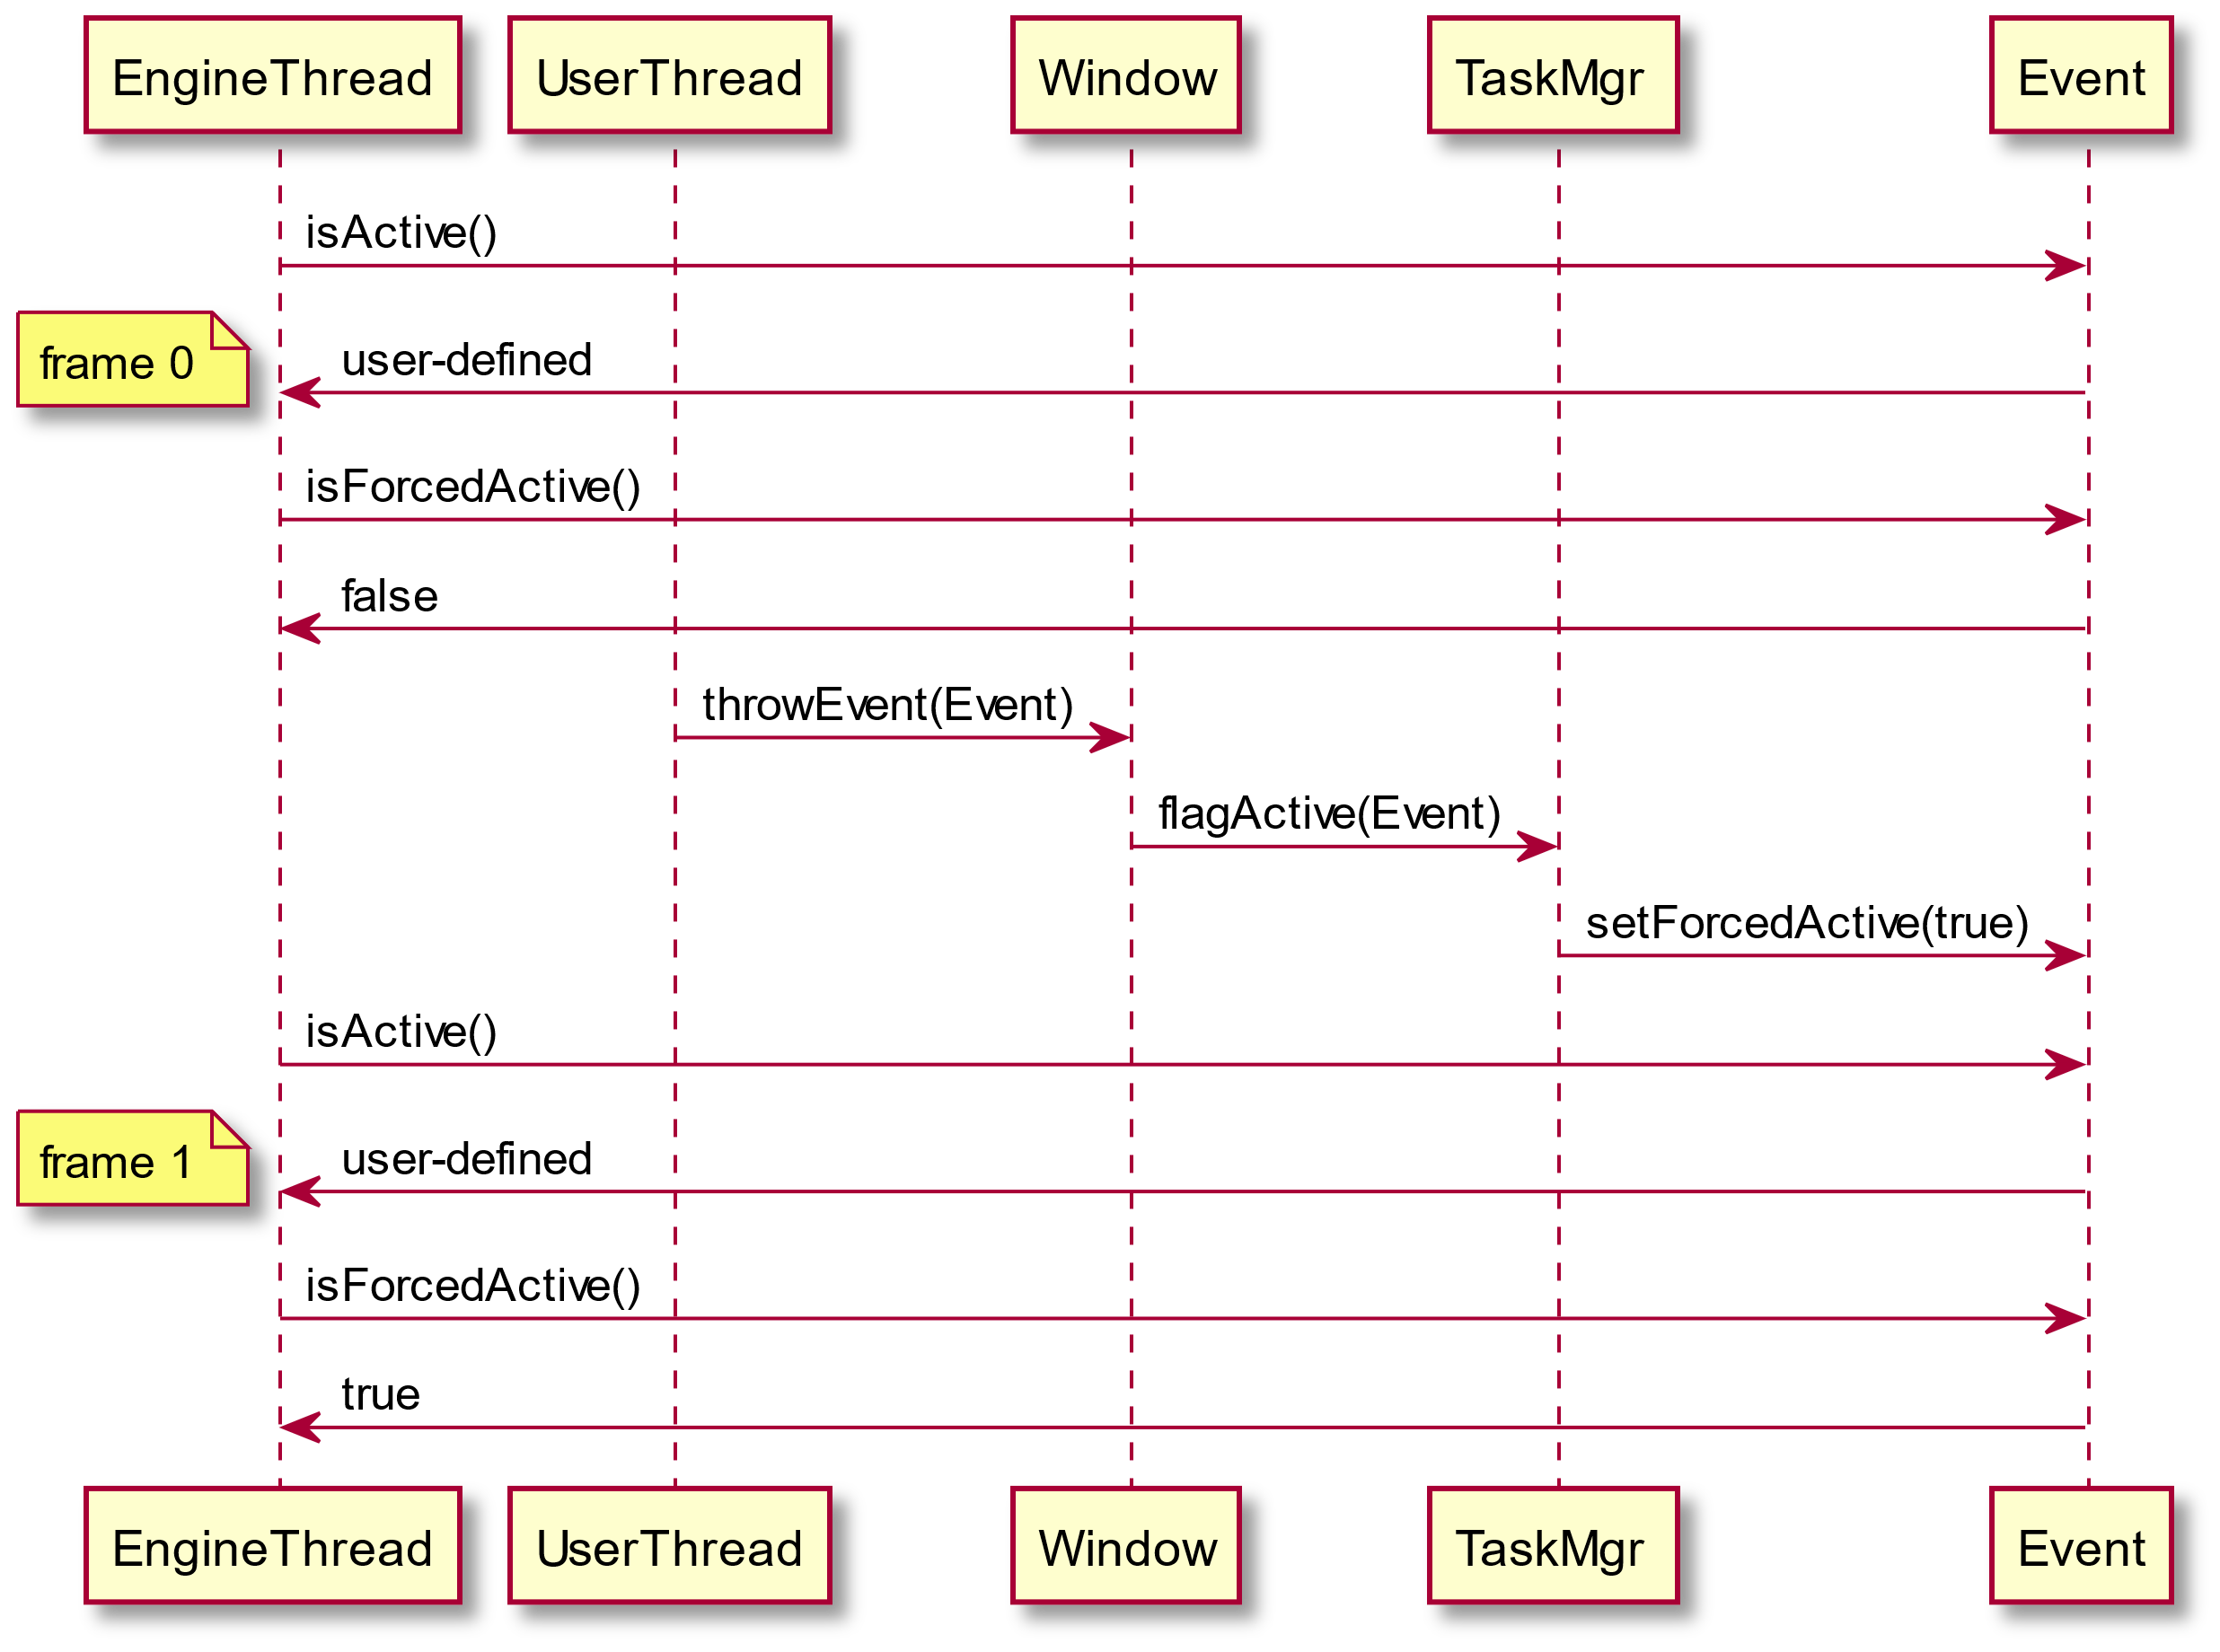 EngineThread
UserThread
Window
TaskMgr
Event
isActive()
frame 0
user-defined
isForcedActive()
false
throwEvent(Event)
flagActive(Event)
setForcedActive(true)
isActive()
frame 1
user-defined
isForcedActive()
true
EngineThread
UserThread
Window
TaskMgr
Event